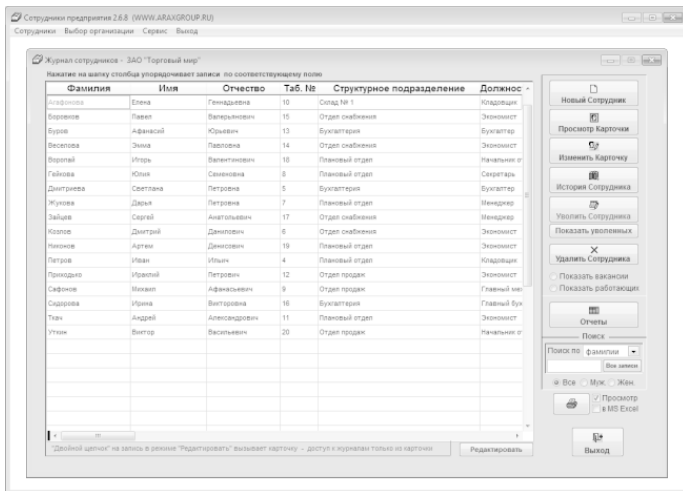 Сотрудники предприятия 2.6.8 (WWW.ARAXGROUP.RU)
Сотрудники Выбор организации Сервис Выход
Журнал сотрудников - ЗАО "Торговый мир"
Нажатие на шапку столбца упорядочивает записи по соответствующему полю
Фамилия Имя Отчество Таб. № Структурное подразделение Должнос
Агафонова Елена Геннадьевна 10 Склад № 1 Кладовщик
Боровков Павел Валерьянович 15 Отдел снабжения Экономист
Буров Афанасий Юрьевич 13 Бухгалтерия Бухгалтер
Веселова Эмма Павловна 14 Отдел снабжения Экономист
Воропай Игорь Валентинович 18 Плановый отдел Начальник о
Гейкова Юлия Семеновна 8 Плановый отдел Секретарь
Дмитриева Светлана Петровна 5 Бухгалтерия Бухгалтер
Жукова Дарья Петровна 7 Плановый отдел Менеджер
Зайцев Сергей Анатольевич 17 Отдел снабжения Менеджер
Козлов Дмитрий Данилович 6 Отдел снабжения Экономист
Никонов Артем Денисович 19 Плановый отдел Экономист
Петров Иван Ильич 4 Плановый отдел Кладовщик
Приходько Ираклий Петрович 12 Отдел продаж Экономист
Сафонов Михаил Афанасьевич 9 Отдел продаж Главный мех
Сидорова Ирина Викторовна 16 Бухгалтерия Главный бух
Ткач Андрей Александрович 11 Плановый отдел Экономист
Уткин Виктор Васильевич 20 Отдел продаж Начальник о
"Двойной щелчок" на запись в режиме "Редактировать" вызывает карточку - доступ к журналам только из карточки
Редактировать
Новый Сотрудник
Просмотр Карточки
Изменить Карточку
История Сотрудника
Уволить Сотрудника
Показать уволенных
Удалить Сотрудника
Показать вакансии
Показать работающих
Отчеты
Поиск
Поиск по фамилии
Все записи
Все Муж. Жен.
Просмотр
в MS Excel
Выход